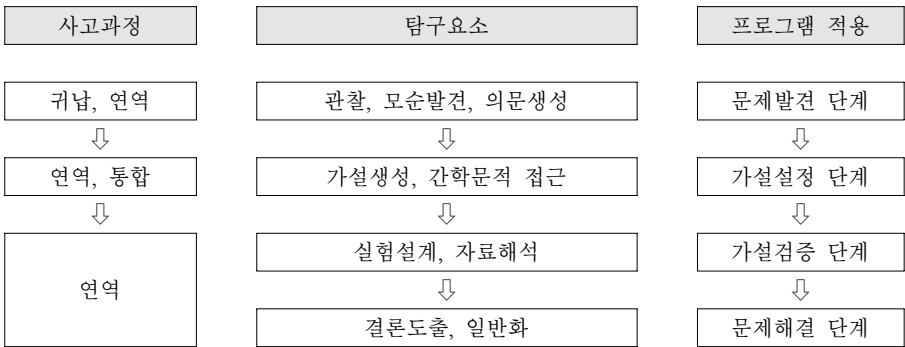 사고과정 탐구요소 프로그램 적용
귀납, 연역 관찰, 모순발견, 의문생성 문제발견 단계
⇩ ⇩ ⇩
연역, 통합 가설생성, 간학문적 접근 가설설정 단계
⇩ ⇩ ⇩
실험설계, 자료해석 가설검증 단계
연역 ⇩ ⇩
결론도출, 일반화 문제해결 단계